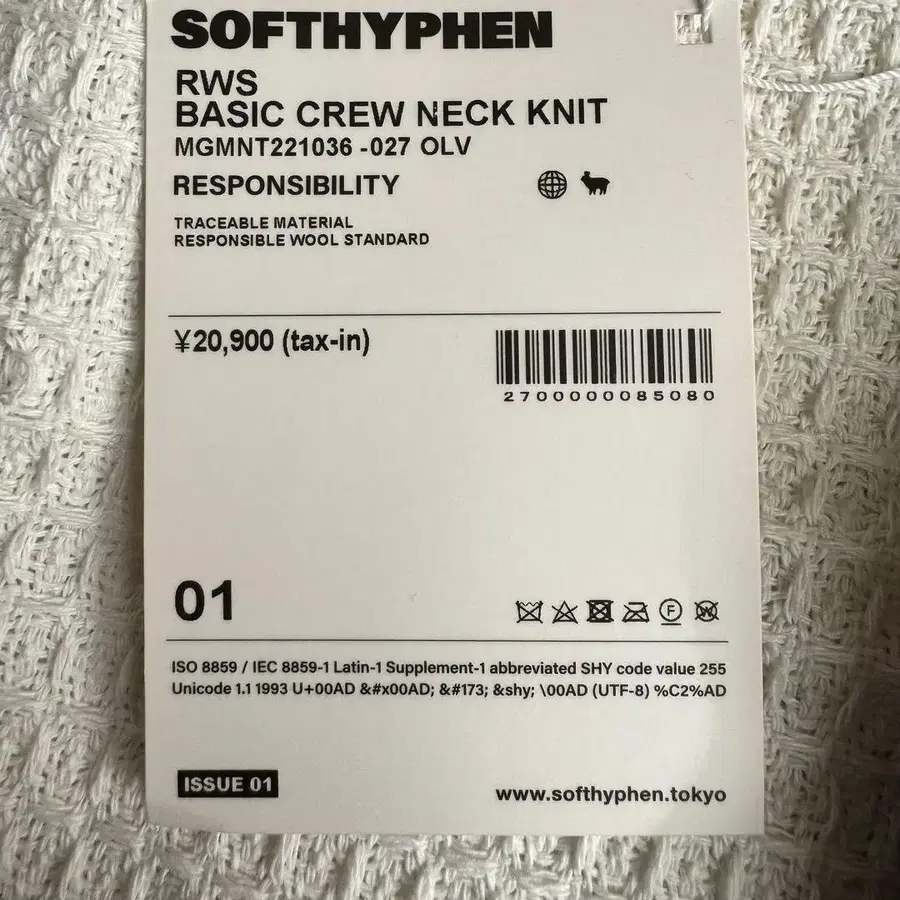 SOFTHYPHEN
RWS
BASIC CREW NECK KNIT
MGMNT221036 -027 OLV
RESPONSIBILITY
TRACEABLE MATERIAL
RESPONSIBLE WOOL STANDARD
¥20,900 (tax-in)
2700000085080
01
F
W
ISO 8859 / IEC 8859-1 Latin-1 Supplement-1 abbreviated SHY code value 255
Unicode 1.1 1993 U+00AD &#x00AD; &#173; &shy; \00AD (UTF-8) %C2%AD
ISSUE 01
www.softhyphen.tokyo